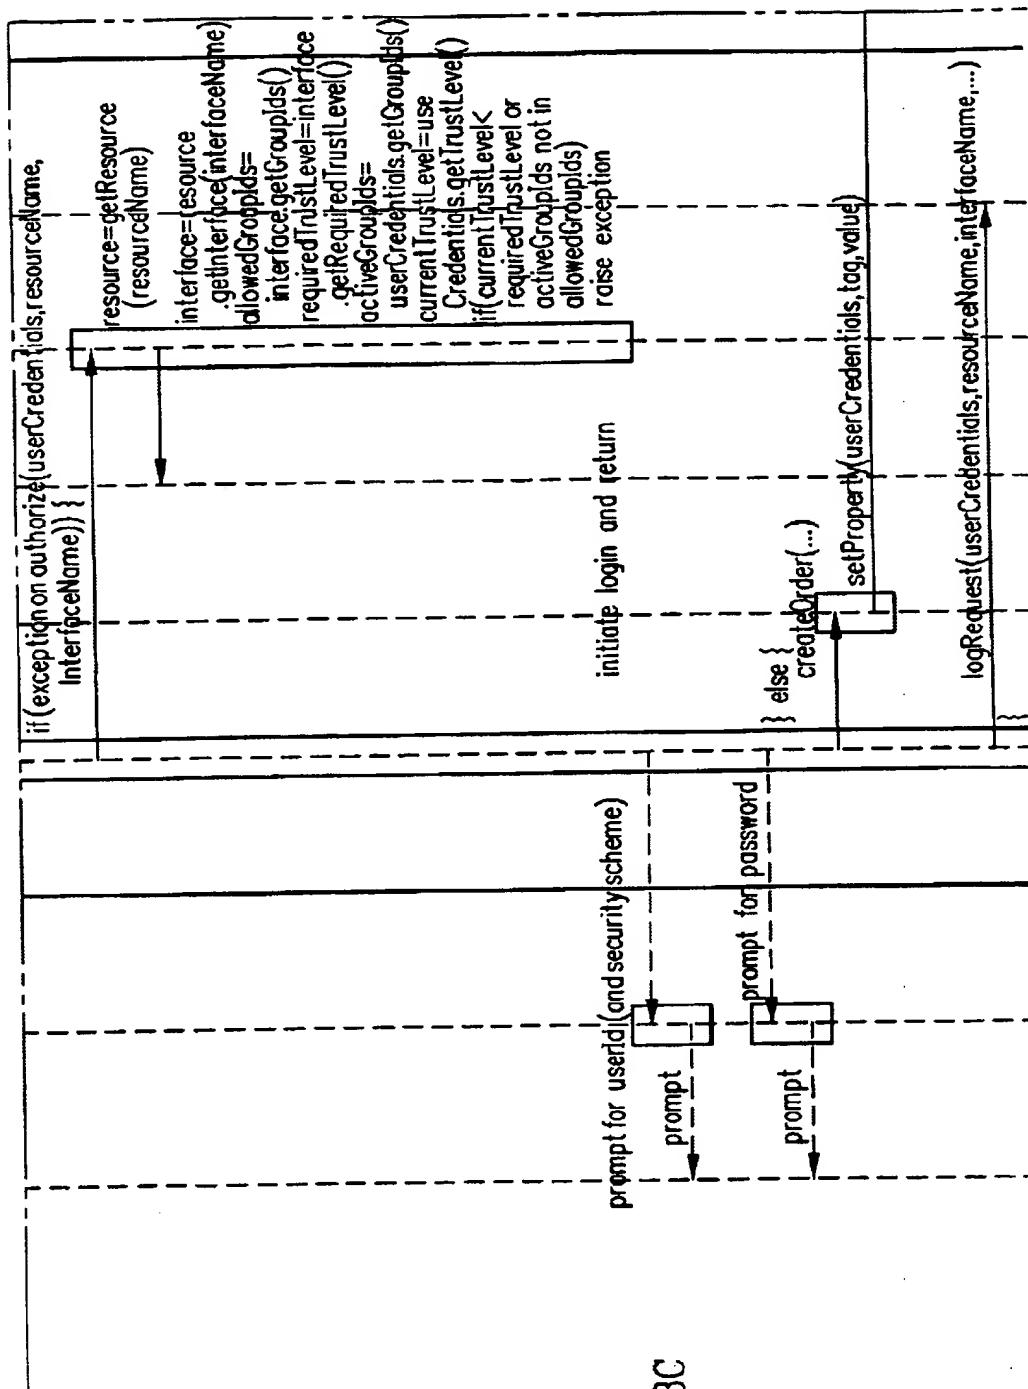 if(exception on authorize(userCredentials,resourceName,
InterfaceName)) {
resource=getResource
(resourceName)
interface=resource
.getInterface(interfaceName)
allowedGroupIds=
interface.getGroupIds()
requiredTrustLevel=interface
.getRequiredTrustLevel()
activeGroupIds=
userCredentials.getGroupIds()
currentTrustLevel=use
Credentials.getTrustLevel()
if(currentTrustLevel<
requiredTrustLevel or
activeGroupIds not in
allowedGroupIds)
raise exception
initiate login and return
prompt for userId (and security scheme)
prompt
prompt for password
prompt
} else {
createOrder(...)
setProperty(userCredentials,tag,value)
logRequest(userCredentials,resourceName,interfaceName,...)
}